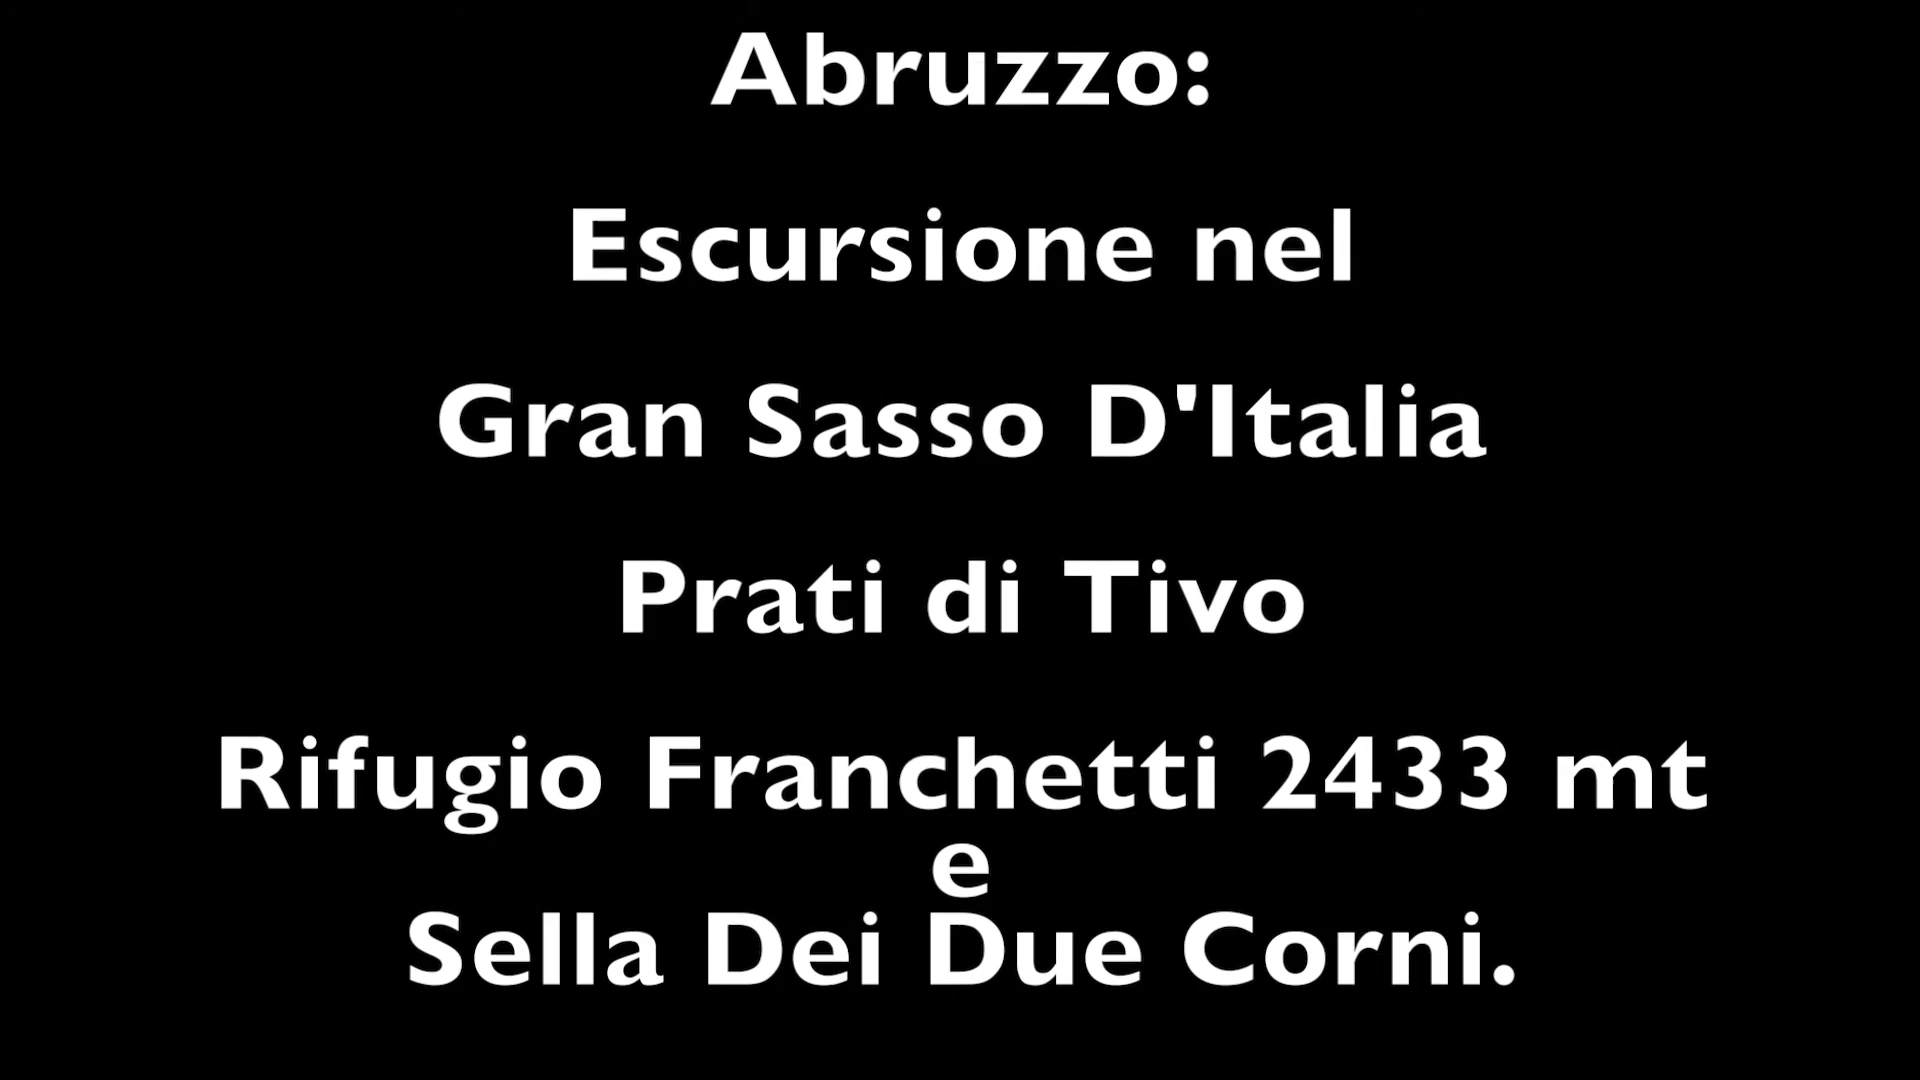 Abruzzo:
Escursione nel
Gran Sasso D'Italia
Prati di Tivo
Rifugio Franchetti 2433 mt
e
Sella Dei Due Corni.